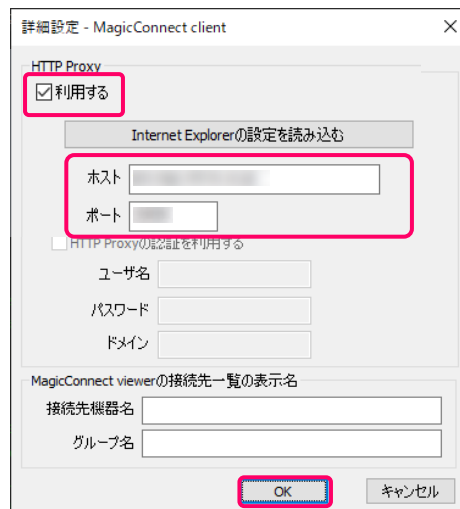 詳細設定 - MagicConnect client
HTTP Proxy
利用する
Internet Explorerの設定を読み込む
ホスト
ポート
HTTP Proxyの認証を利用する
ユーザ名
パスワード
ドメイン
MagicConnect viewerの接続先一覧の表示名
接続先機器名
グループ名
OK
キャンセル